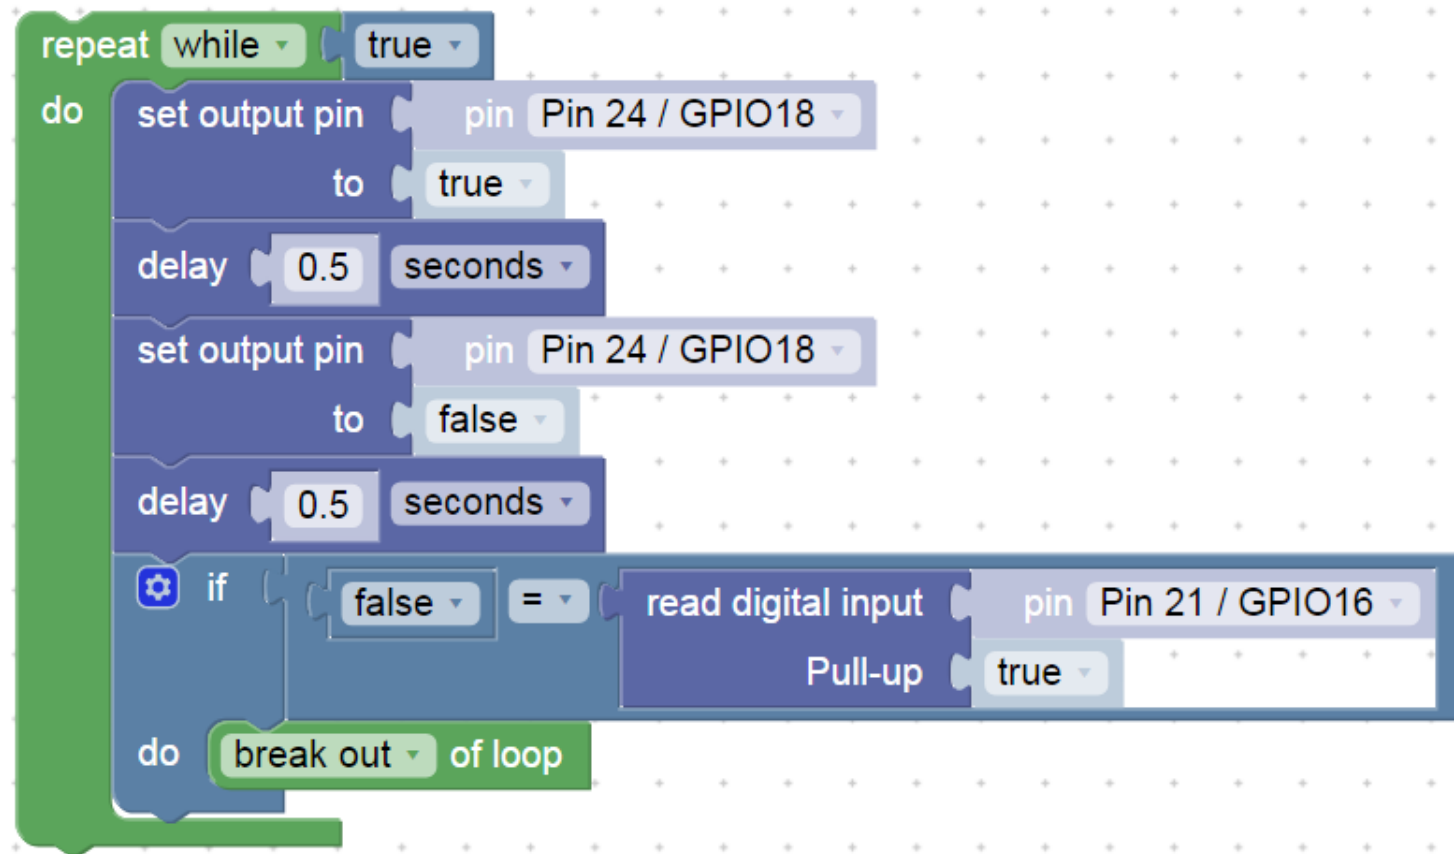 repeat while true
do set output pin pin Pin 24 / GPIO18
to true
delay 0.5 seconds
set output pin pin Pin 24 / GPIO18
to false
delay 0.5 seconds
if false = read digital input pin Pin 21 / GPIO16
Pull-up true
do break out of loop